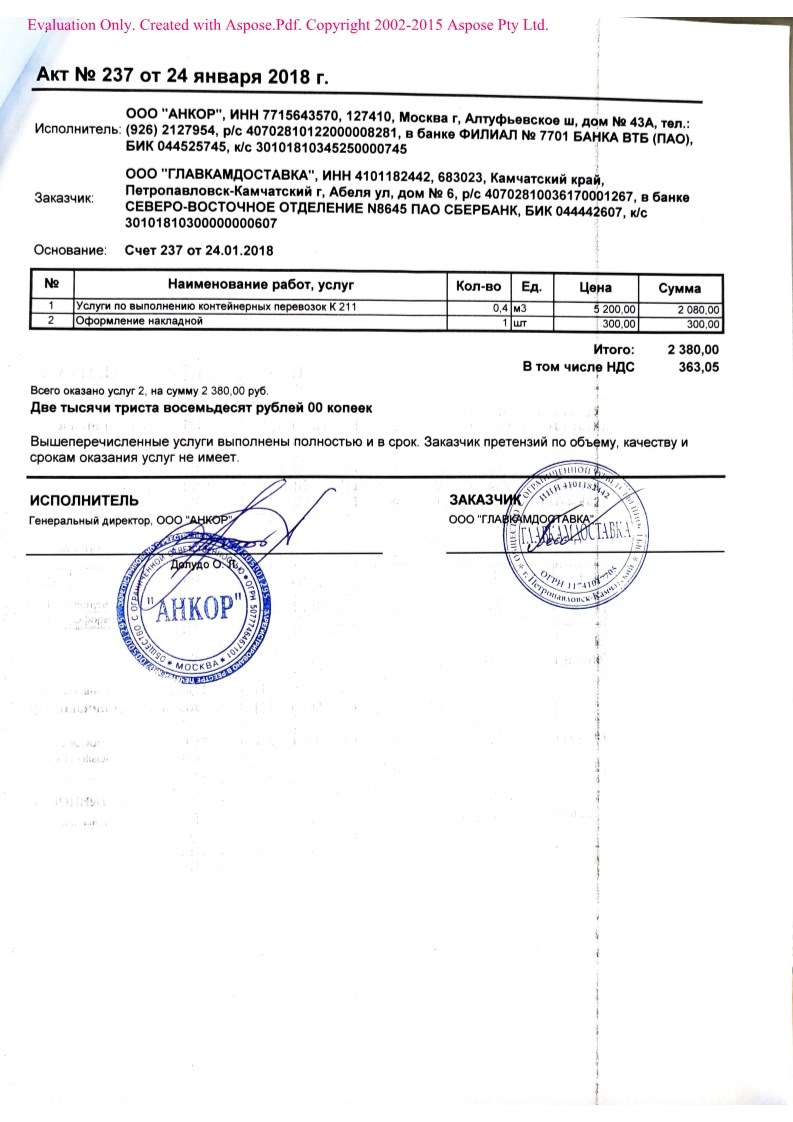 Evaluation Only. Created with Aspose.Pdf. Copyright 2002-2015 Aspose Pty Ltd.
Акт № 237 от 24 января 2018 г.
Исполнитель: ООО "АНКОР", ИНН 7715643570, 127410, Москва г, Алтуфьевское ш, дом № 43А, тел.:
(926) 2127954, р/с 40702810122000008281, в банке ФИЛИАЛ № 7701 БАНКА ВТБ (ПАО),
БИК 044525745, к/с 30101810345250000745
Заказчик: ООО "ГЛАВКАМДОСТАВКА", ИНН 4101182442, 683023, Камчатский край,
Петропавловск-Камчатский г, Абеля ул, дом № 6, р/с 40702810036170001267, в банке
СЕВЕРО-ВОСТОЧНОЕ ОТДЕЛЕНИЕ N8645 ПАО СБЕРБАНК, БИК 044442607, к/с
30101810300000000607
Основание: Счет 237 от 24.01.2018
№ Наименование работ, услуг Кол-во Ед. Цена Сумма
1 Услуги по выполнению контейнерных перевозок К 211 0,4 м3 5 200,00 2 080,00
2 Оформление накладной 1 шт 300,00 300,00
Итого: 2 380,00
В том числе НДС 363,05
Всего оказано услуг 2, на сумму 2 380,00 руб.
Две тысячи триста восемьдесят рублей 00 копеек
Вышеперечисленные услуги выполнены полностью и в срок. Заказчик претензий по объему, качеству и
срокам оказания услуг не имеет.
ИСПОЛНИТЕЛЬ ЗАКАЗЧИК
Генеральный директор, ООО "АНКОР" ООО "ГЛАВКАМДОСТАВКА"
Долудо О. Л.
ОБЩЕСТВО С ОГРАНИЧЕННОЙ ОТВЕТСТВЕННОСТЬЮ
"АНКОР"
МОСКВА
ИНН 4101182442
ГЛАВКАМДОСТАВКА
г. Петропавловск-Камчатский